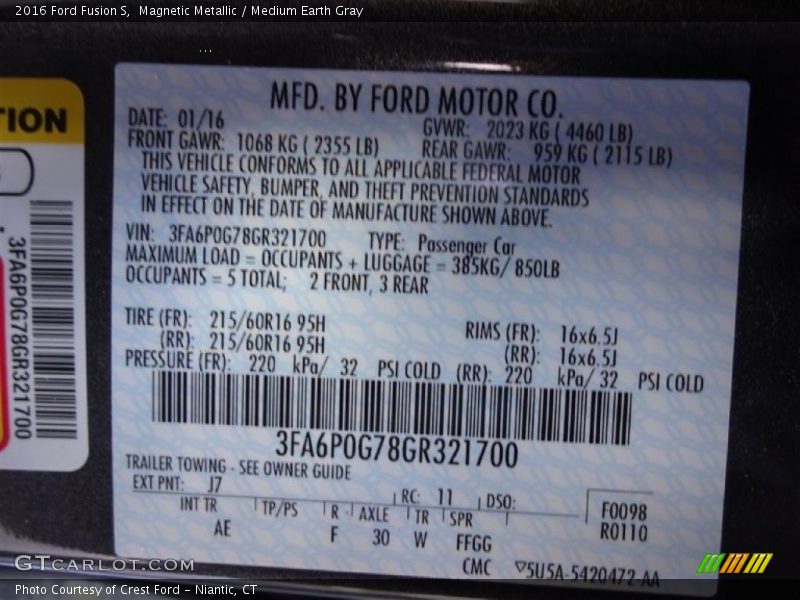 2016 Ford Fusion S,  Magnetic Metallic / Medium Earth Gray
TION
3FA6P0G78GR321700
MFD. BY FORD MOTOR CO.
DATE: 01/16 GVWR: 2023 KG ( 4460 LB)
FRONT GAWR: 1068 KG ( 2355 LB) REAR GAWR: 959 KG ( 2115 LB)
THIS VEHICLE CONFORMS TO ALL APPLICABLE FEDERAL MOTOR
VEHICLE SAFETY, BUMPER, AND THEFT PREVENTION STANDARDS
IN EFFECT ON THE DATE OF MANUFACTURE SHOWN ABOVE.
VIN: 3FA6P0G78GR321700 TYPE: Passenger Car
MAXIMUM LOAD = OCCUPANTS + LUGGAGE = 385KG/ 850LB
OCCUPANTS = 5 TOTAL; 2 FRONT, 3 REAR
TIRE (FR): 215/60R16 95H RIMS (FR): 16x6.5J
(RR): 215/60R16 95H (RR): 16x6.5J
PRESSURE (FR): 220 kPa/ 32 PSI COLD (RR): 220 kPa/ 32 PSI COLD
3FA6P0G78GR321700
TRAILER TOWING - SEE OWNER GUIDE
EXT PNT: J7 RC: 11 DSO: F0098
INT TR TP/PS R AXLE TR SPR R0110
AE F 30 W FFGG
CMC 5U5A-5420472-AA
GTCARLOT.COM
Photo Courtesy of Crest Ford - Niantic, CT